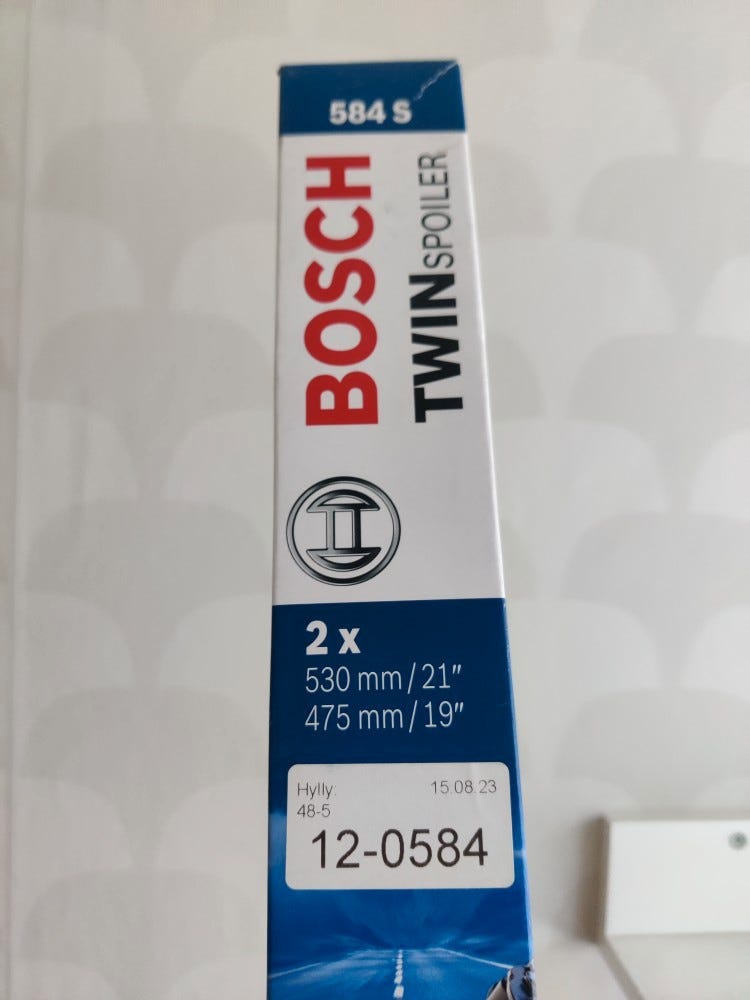 584 S
BOSCH
TWINSPOILER
2 x
530 mm/21″
475 mm/19″
Hylly: 15.08.23
48-5
12-0584